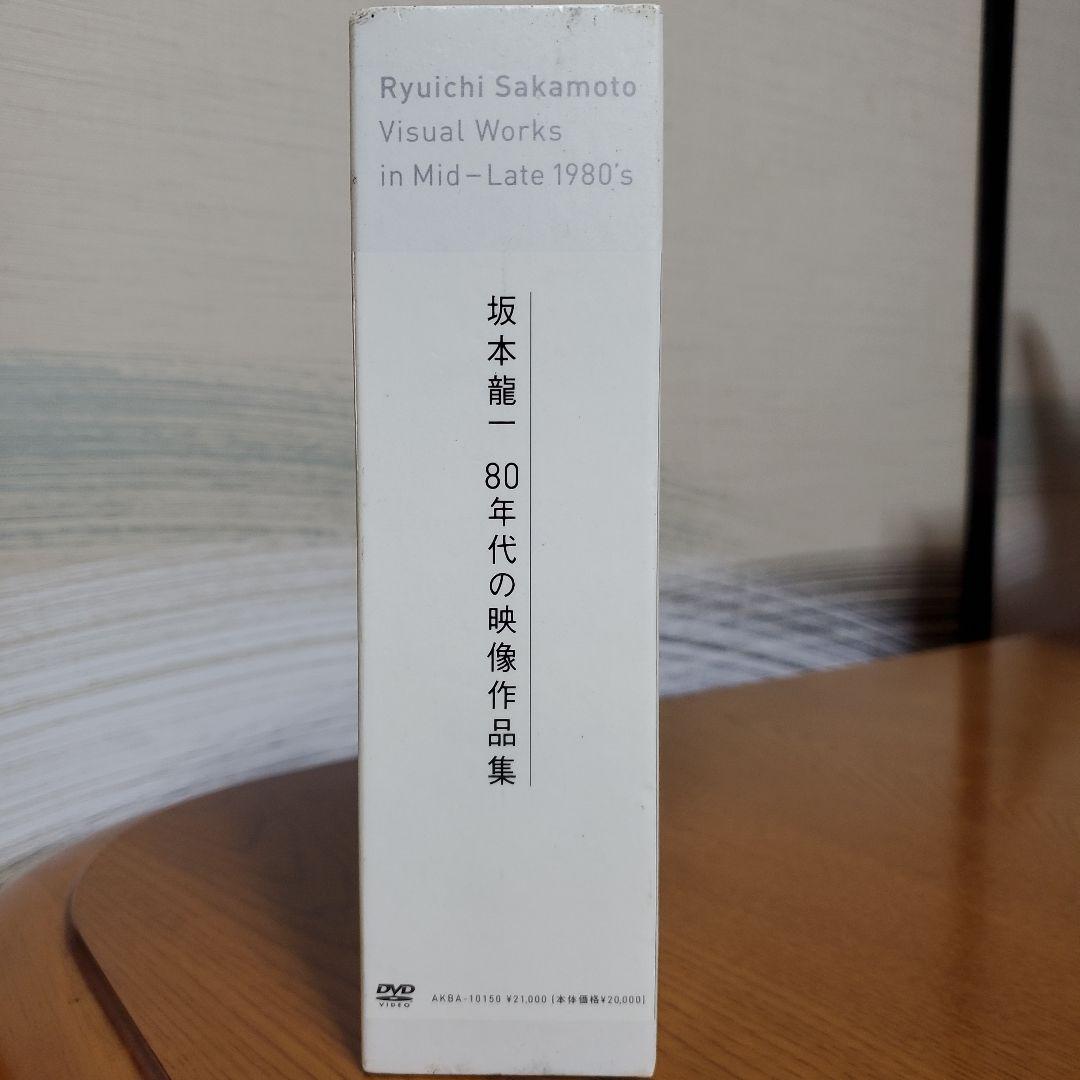 Ryuichi Sakamoto
Visual Works
in Mid–Late 1980's
坂本龍一 80年代の映像作品集
DVD
VIDEO
AKBA-10150 ¥21,000 (本体価格¥20,000)